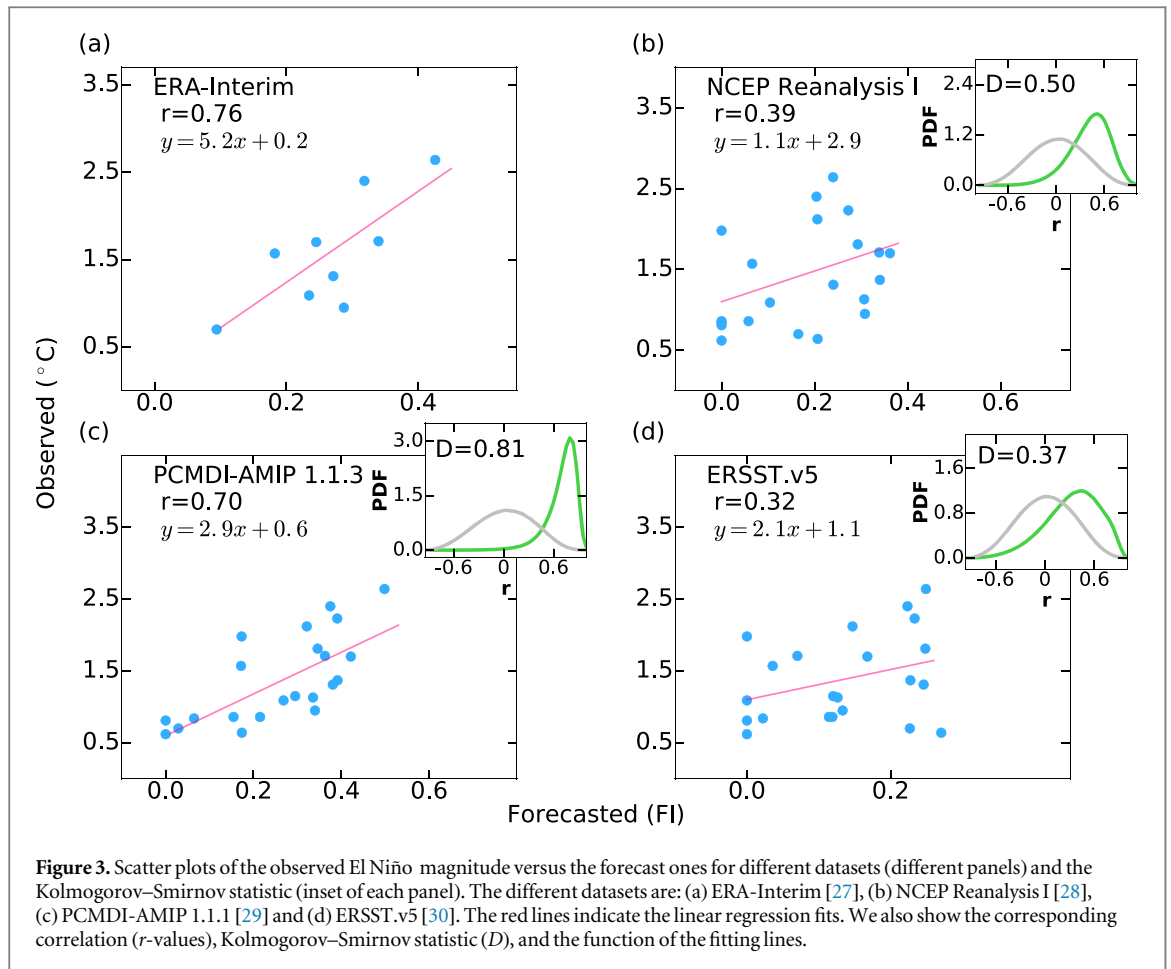 (a)
ERA-Interim
r=0.76
y=5.2x+0.2
3.5
2.5
1.5
0.5
0.0 0.2 0.4
(b)
NCEP Reanalysis I
r=0.39
y=1.1x+2.9
3.5
2.5
1.5
0.5
0.0 0.2 0.4 0.6
D=0.50
PDF
2.4
1.2
0.0
-0.6 0 0.6
r
Observed (°C)
(c)
PCMDI-AMIP 1.1.3
r=0.70
y=2.9x+0.6
3.5
2.5
1.5
0.5
0.0 0.2 0.4 0.6
D=0.81
PDF
3.0
1.5
0.0
-0.6 0 0.6
r
(d)
ERSST.v5
r=0.32
y=2.1x+1.1
3.5
2.5
1.5
0.5
0.0 0.2
D=0.37
PDF
1.6
0.8
0.0
-0.6 0 0.6
r
Forecasted (FI)
Figure 3. Scatter plots of the observed El Niño magnitude versus the forecast ones for different datasets (different panels) and the
Kolmogorov–Smirnov statistic (inset of each panel). The different datasets are: (a) ERA-Interim [27], (b) NCEP Reanalysis I [28],
(c) PCMDI-AMIP 1.1.1 [29] and (d) ERSST.v5 [30]. The red lines indicate the linear regression fits. We also show the corresponding
correlation (r-values), Kolmogorov–Smirnov statistic (D), and the function of the fitting lines.